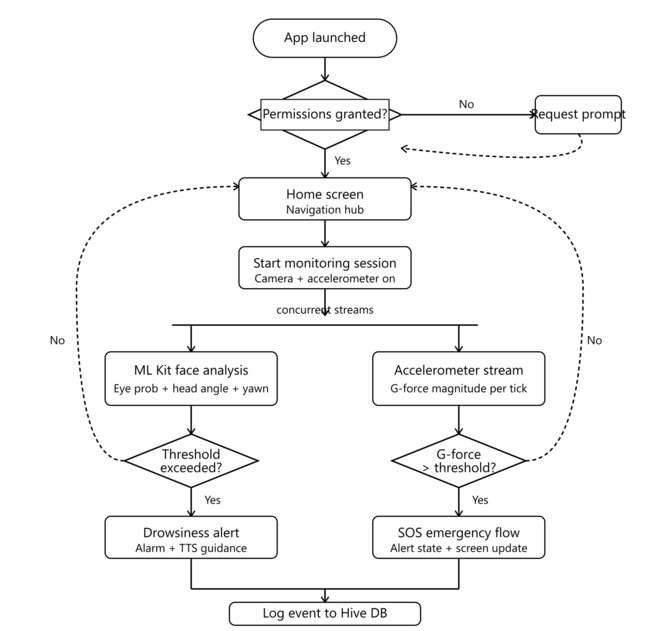 App launched
Permissions granted?
No
Request prompt
Yes
Home screen
Navigation hub
Start monitoring session
Camera + accelerometer on
concurrent streams
No
No
ML Kit face analysis
Eye prob + head angle + yawn
Accelerometer stream
G-force magnitude per tick
Threshold
exceeded?
G-force
> threshold?
Yes
Yes
Drowsiness alert
Alarm + TTS guidance
SOS emergency flow
Alert state + screen update
Log event to Hive DB